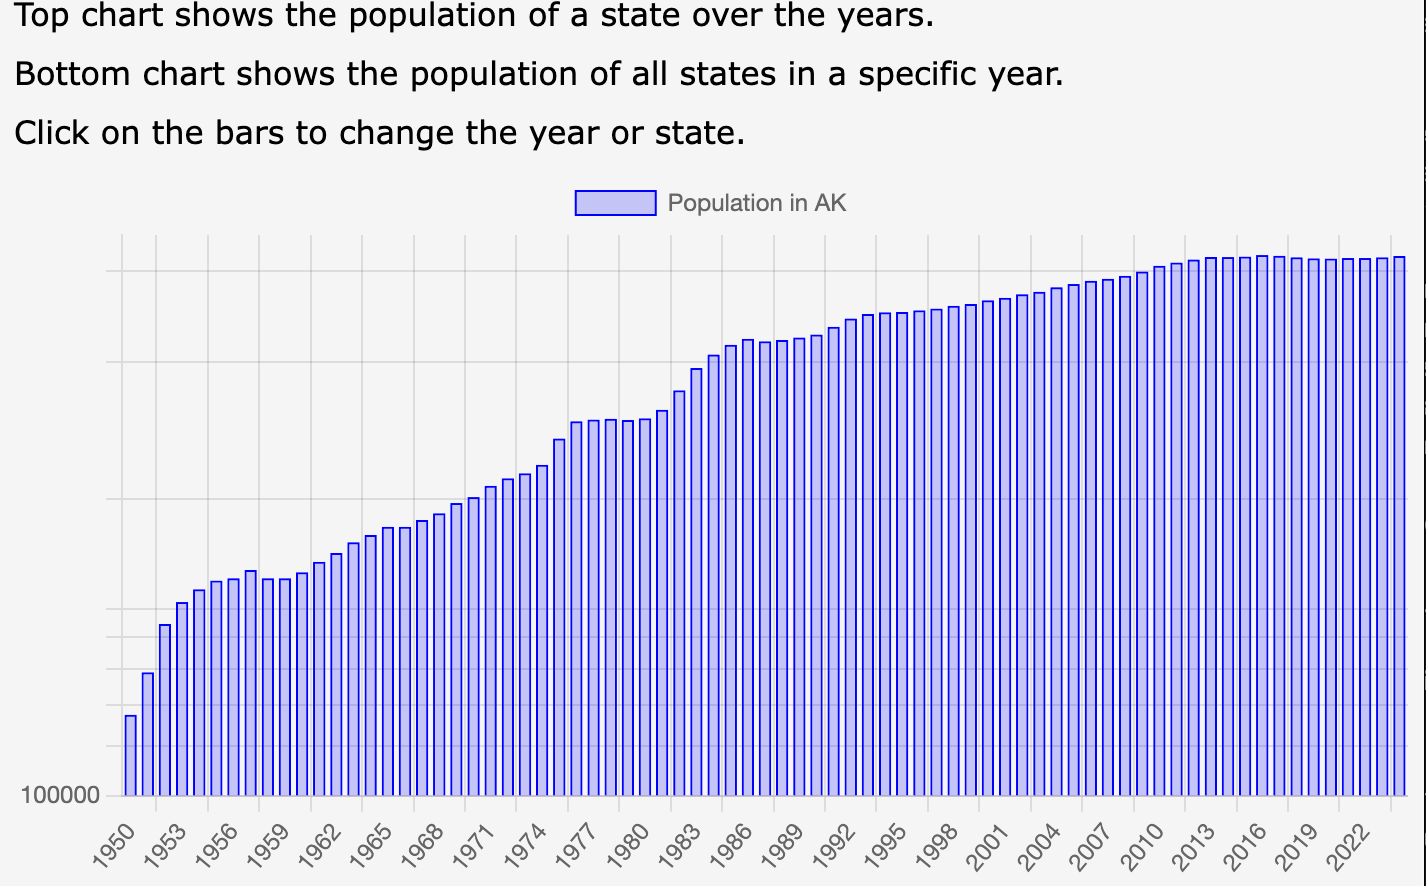 Top chart shows the population of a state over the years.
Bottom chart shows the population of all states in a specific year.
Click on the bars to change the year or state.
Population in AK
100000
1950 1953 1956 1959 1962 1965 1968 1971 1974 1977 1980 1983 1986 1989 1992 1995 1998 2001 2004 2007 2010 2013 2016 2019 2022